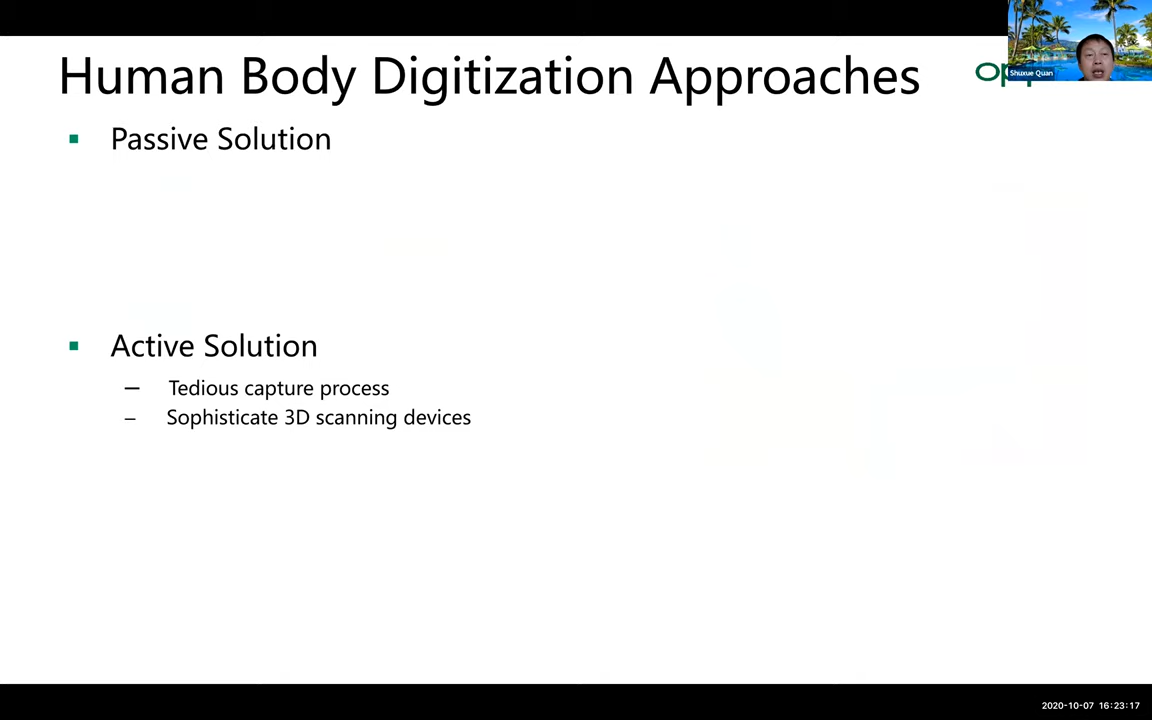 Human Body Digitization Approaches
Shuxue Quan
▪ Passive Solution
▪ Active Solution
– Tedious capture process
– Sophisticate 3D scanning devices
2020-10-07 16:23:17